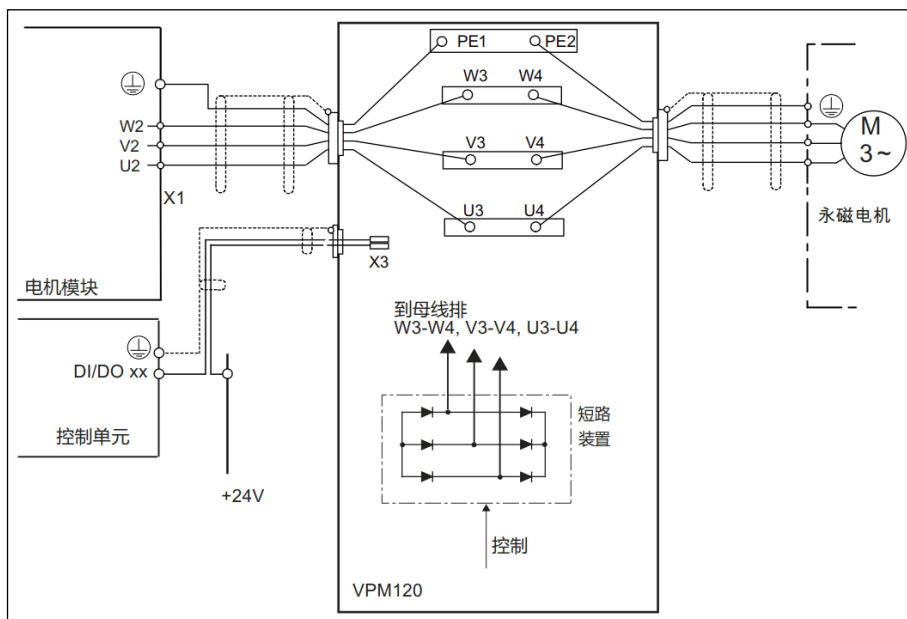 PE1 PE2
W3 W4
W2
V2
U2
X1
V3 V4
U3 U4
M
3~
永磁电机
X3
电机模块
到母线排
W3-W4, V3-V4, U3-U4
DI/DO xx
控制单元
+24V
短路
装置
控制
VPM120